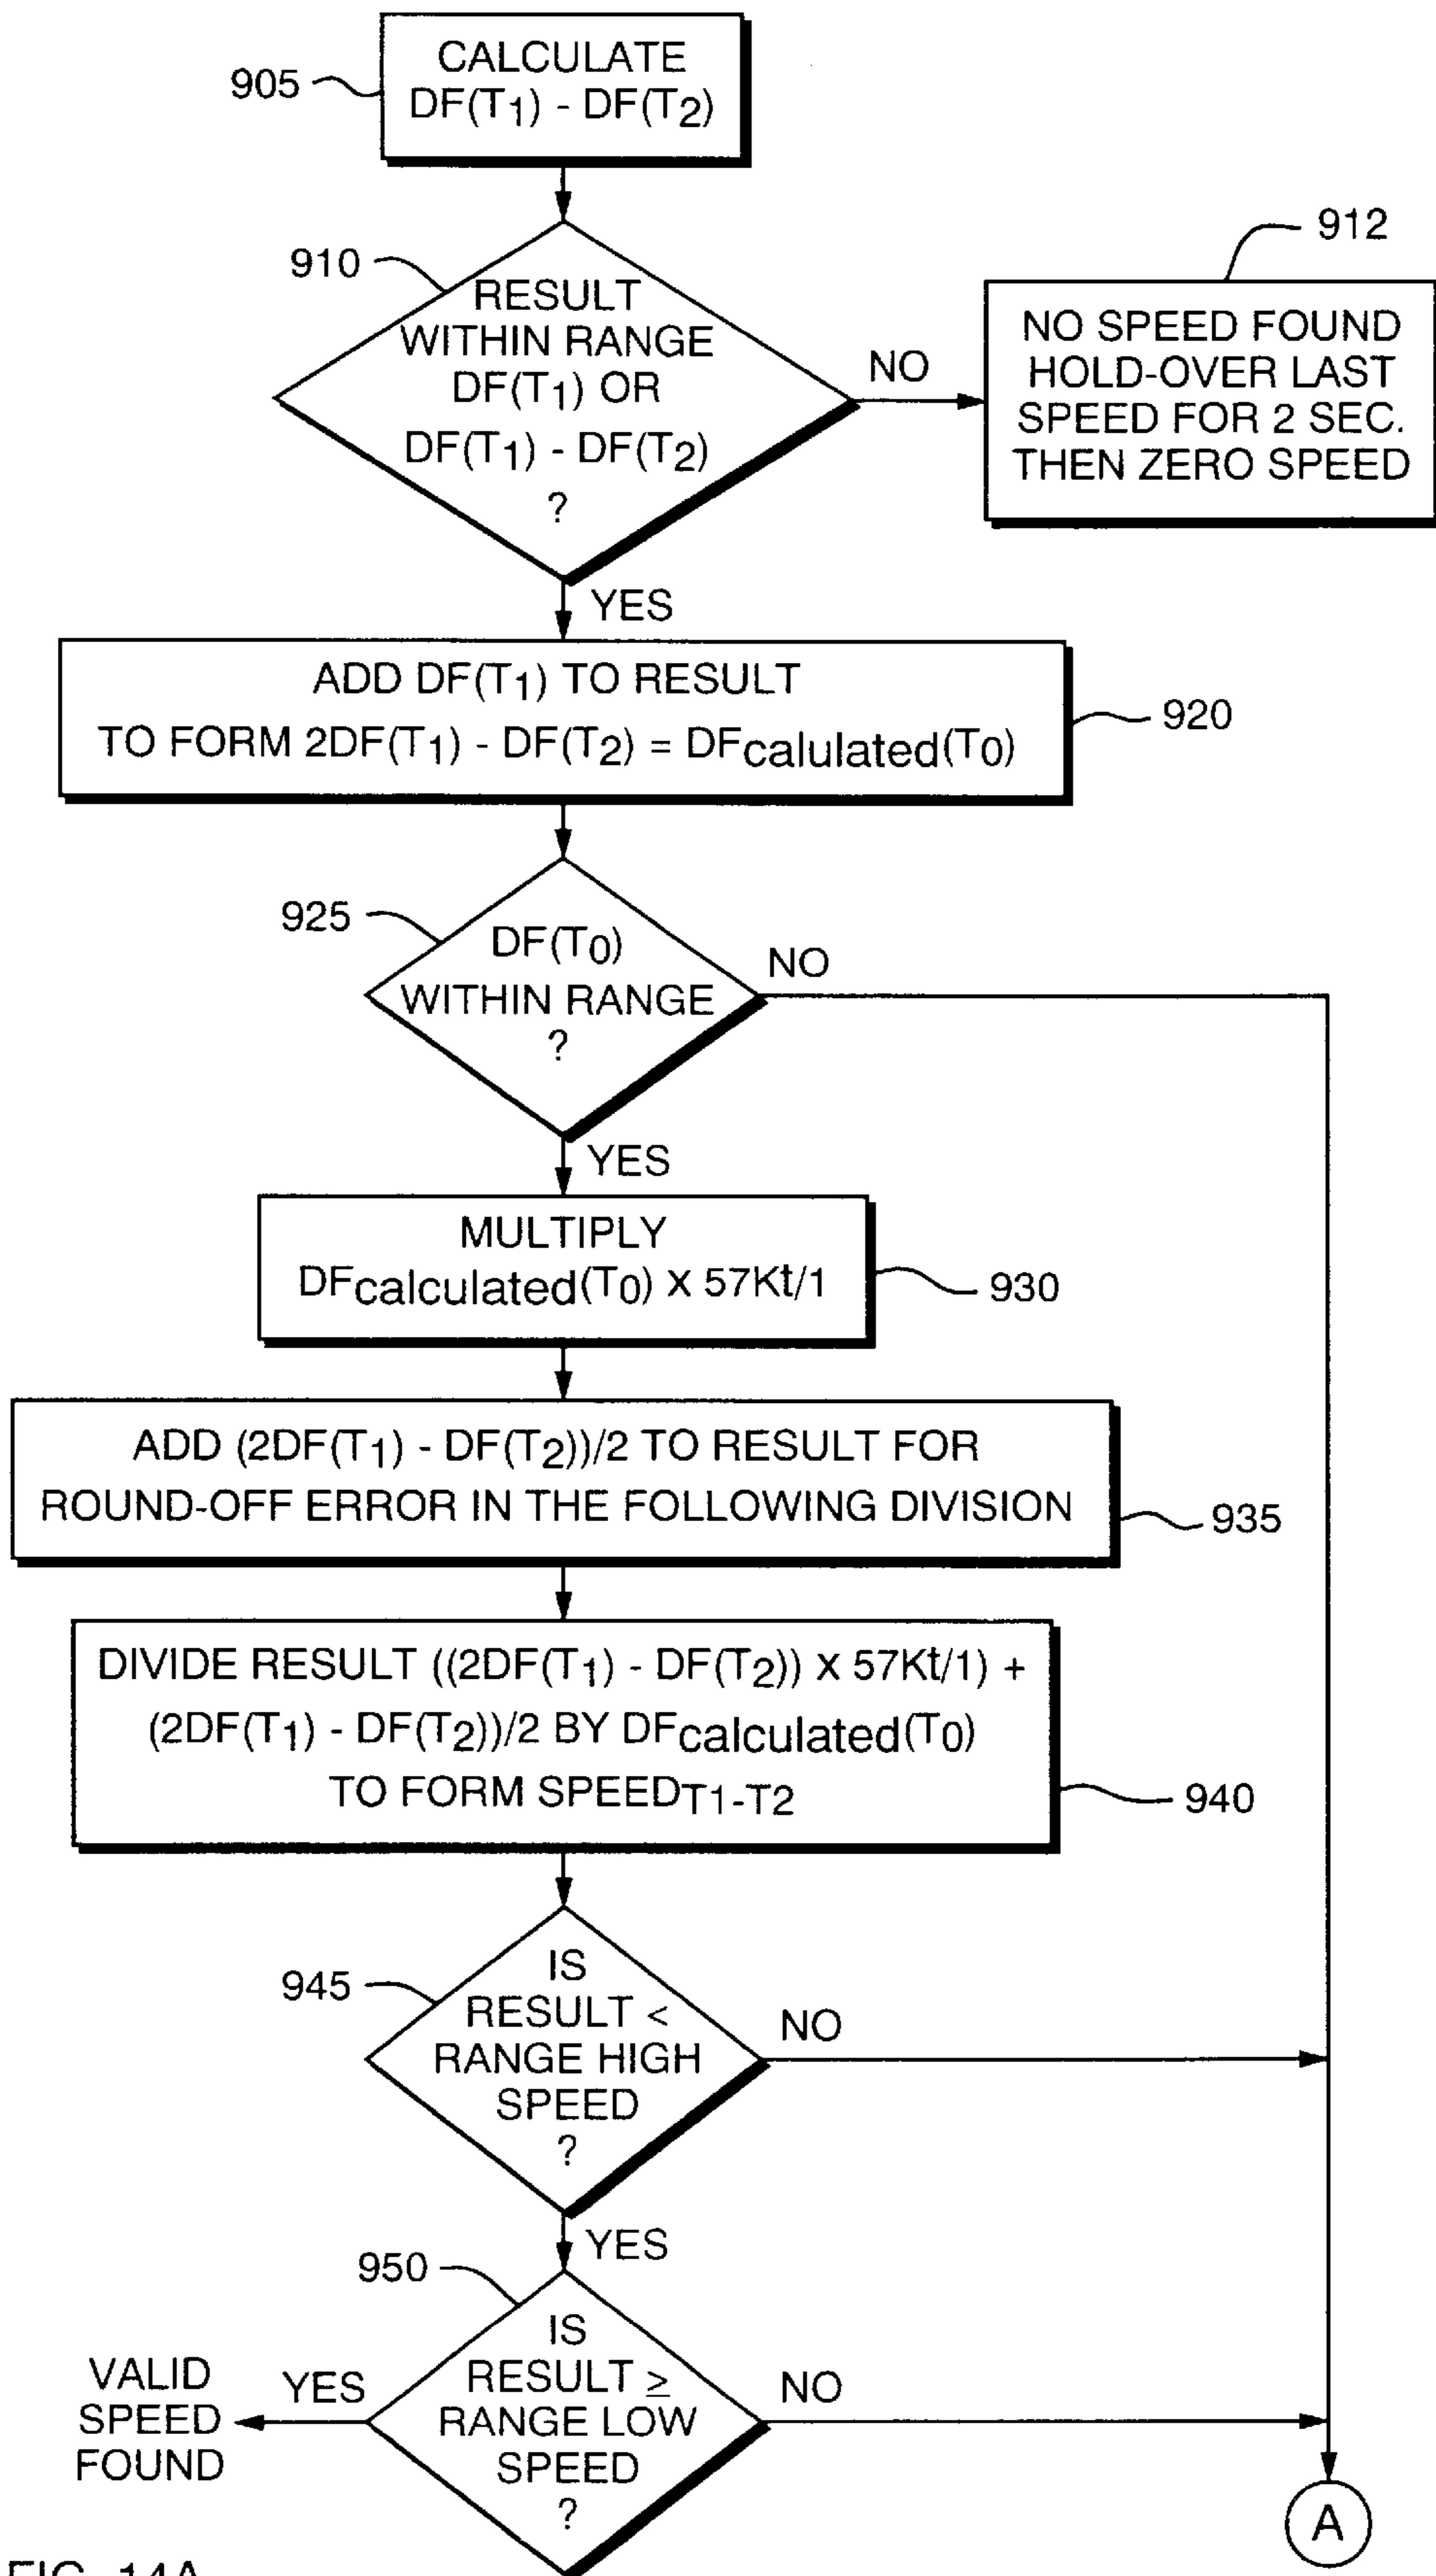 CALCULATE
DF(T1) - DF(T2)
905
910
RESULT
WITHIN RANGE
DF(T1) OR
DF(T1) - DF(T2)
?
NO
912
NO SPEED FOUND
HOLD-OVER LAST
SPEED FOR 2 SEC.
THEN ZERO SPEED
YES
ADD DF(T1) TO RESULT
TO FORM 2DF(T1) - DF(T2) = DFcalulated(T0)
920
925
DF(T0)
WITHIN RANGE
?
NO
YES
MULTIPLY
DFcalculated(T0) X 57Kt/1
930
ADD (2DF(T1) - DF(T2))/2 TO RESULT FOR
ROUND-OFF ERROR IN THE FOLLOWING DIVISION
935
DIVIDE RESULT ((2DF(T1) - DF(T2)) X 57Kt/1) +
(2DF(T1) - DF(T2))/2 BY DFcalculated(T0)
TO FORM SPEEDT1-T2
940
945
IS
RESULT <
RANGE HIGH
SPEED
?
NO
YES
950
IS
RESULT ≥
RANGE LOW
SPEED
?
YES
VALID
SPEED
FOUND
NO
A
FIG. 14A